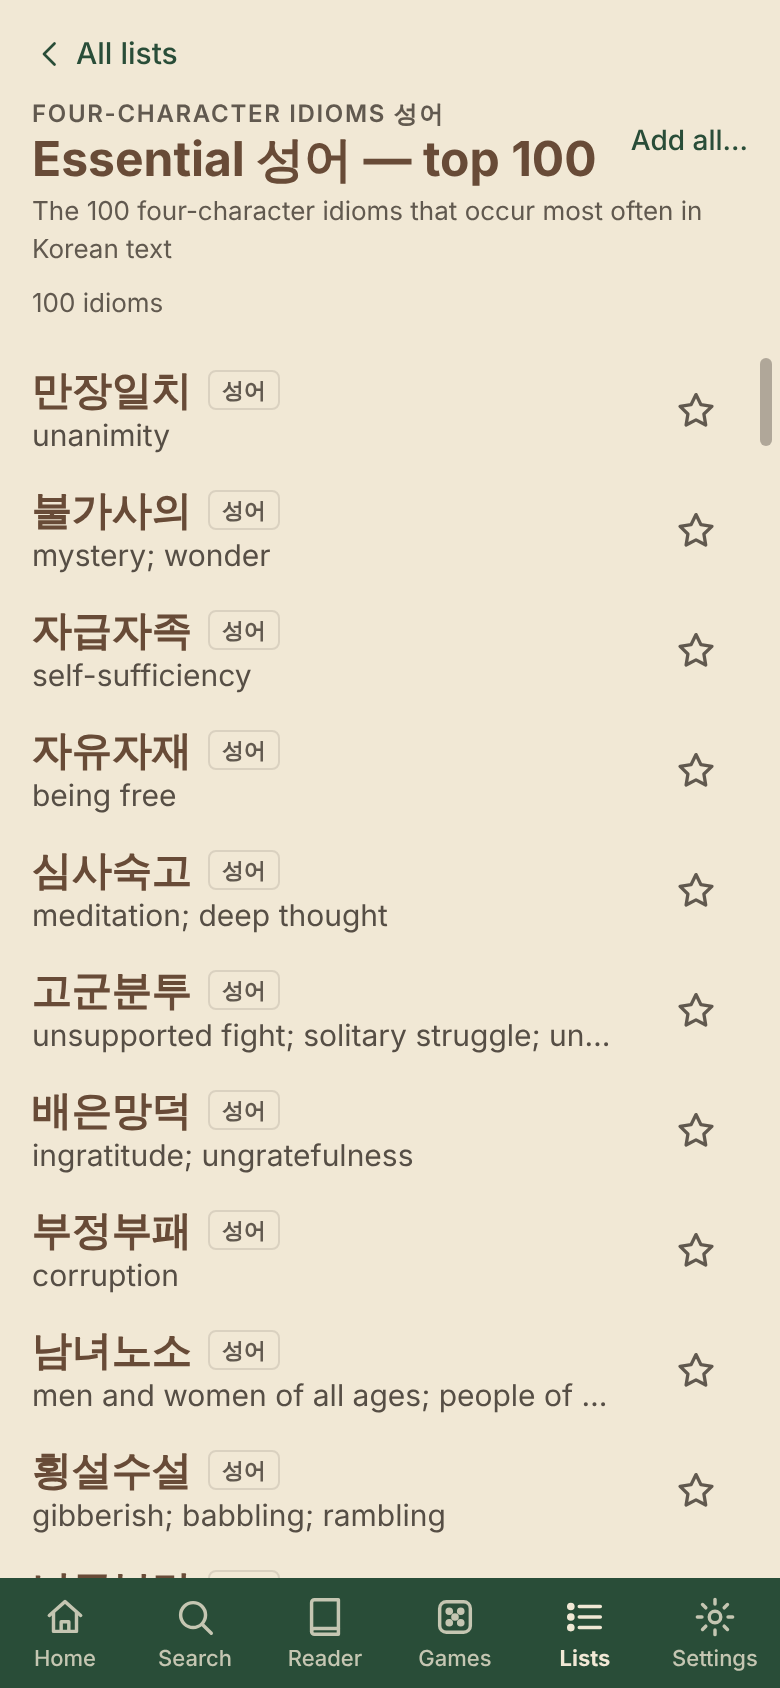 All lists
FOUR-CHARACTER IDIOMS 성어
Essential 성어 — top 100
Add all...
The 100 four-character idioms that occur most often in
Korean text
100 idioms
만장일치 성어
unanimity
불가사의 성어
mystery; wonder
자급자족 성어
self-sufficiency
자유자재 성어
being free
심사숙고 성어
meditation; deep thought
고군분투 성어
unsupported fight; solitary struggle; un...
배은망덕 성어
ingratitude; ungratefulness
부정부패 성어
corruption
남녀노소 성어
men and women of all ages; people of ...
횡설수설 성어
gibberish; babbling; rambling
Home Search Reader Games Lists Settings